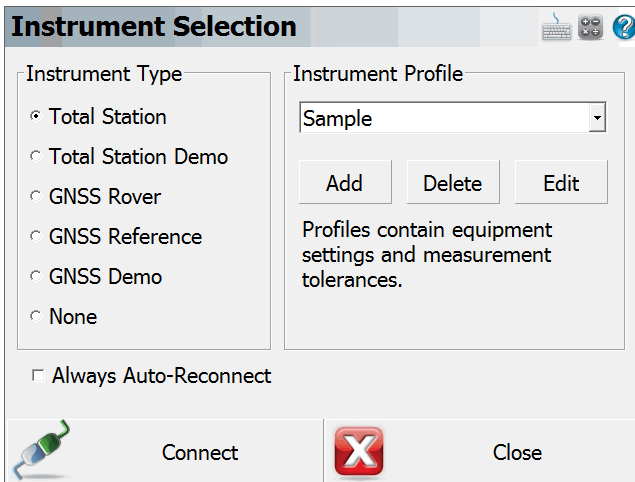 Instrument Selection
Instrument Type
Total Station
Total Station Demo
GNSS Rover
GNSS Reference
GNSS Demo
None
Instrument Profile
Sample
Add
Delete
Edit
Profiles contain equipment
settings and measurement
tolerances.
Always Auto-Reconnect
Connect
Close